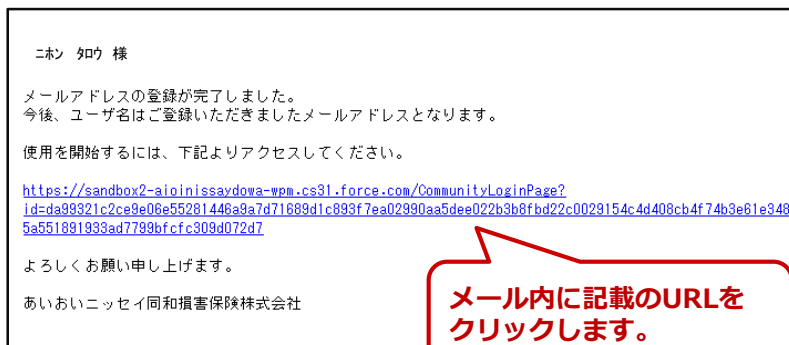 ﾆﾎﾝ ﾀﾛｳ 様
メールアドレスの登録が完了しました。
今後、ユーザ名はご登録いただきましたメールアドレスとなります。
使用を開始するには、下記よりアクセスしてください。
https://sandbox2-aioinissaydowa-wpm.cs31.force.com/CommunityLoginPage?
id=da99321c2ce9e06e55281446a9a7d71689d1c893f7ea02990aa5dee022b3b8fbd22c0029154c4d408cb4f74b3e61e348
5a551891933ad7799bfcfc309d072d7
よろしくお願い申し上げます。
あいおいニッセイ同和損害保険株式会社
メール内に記載のURLを
クリックします。